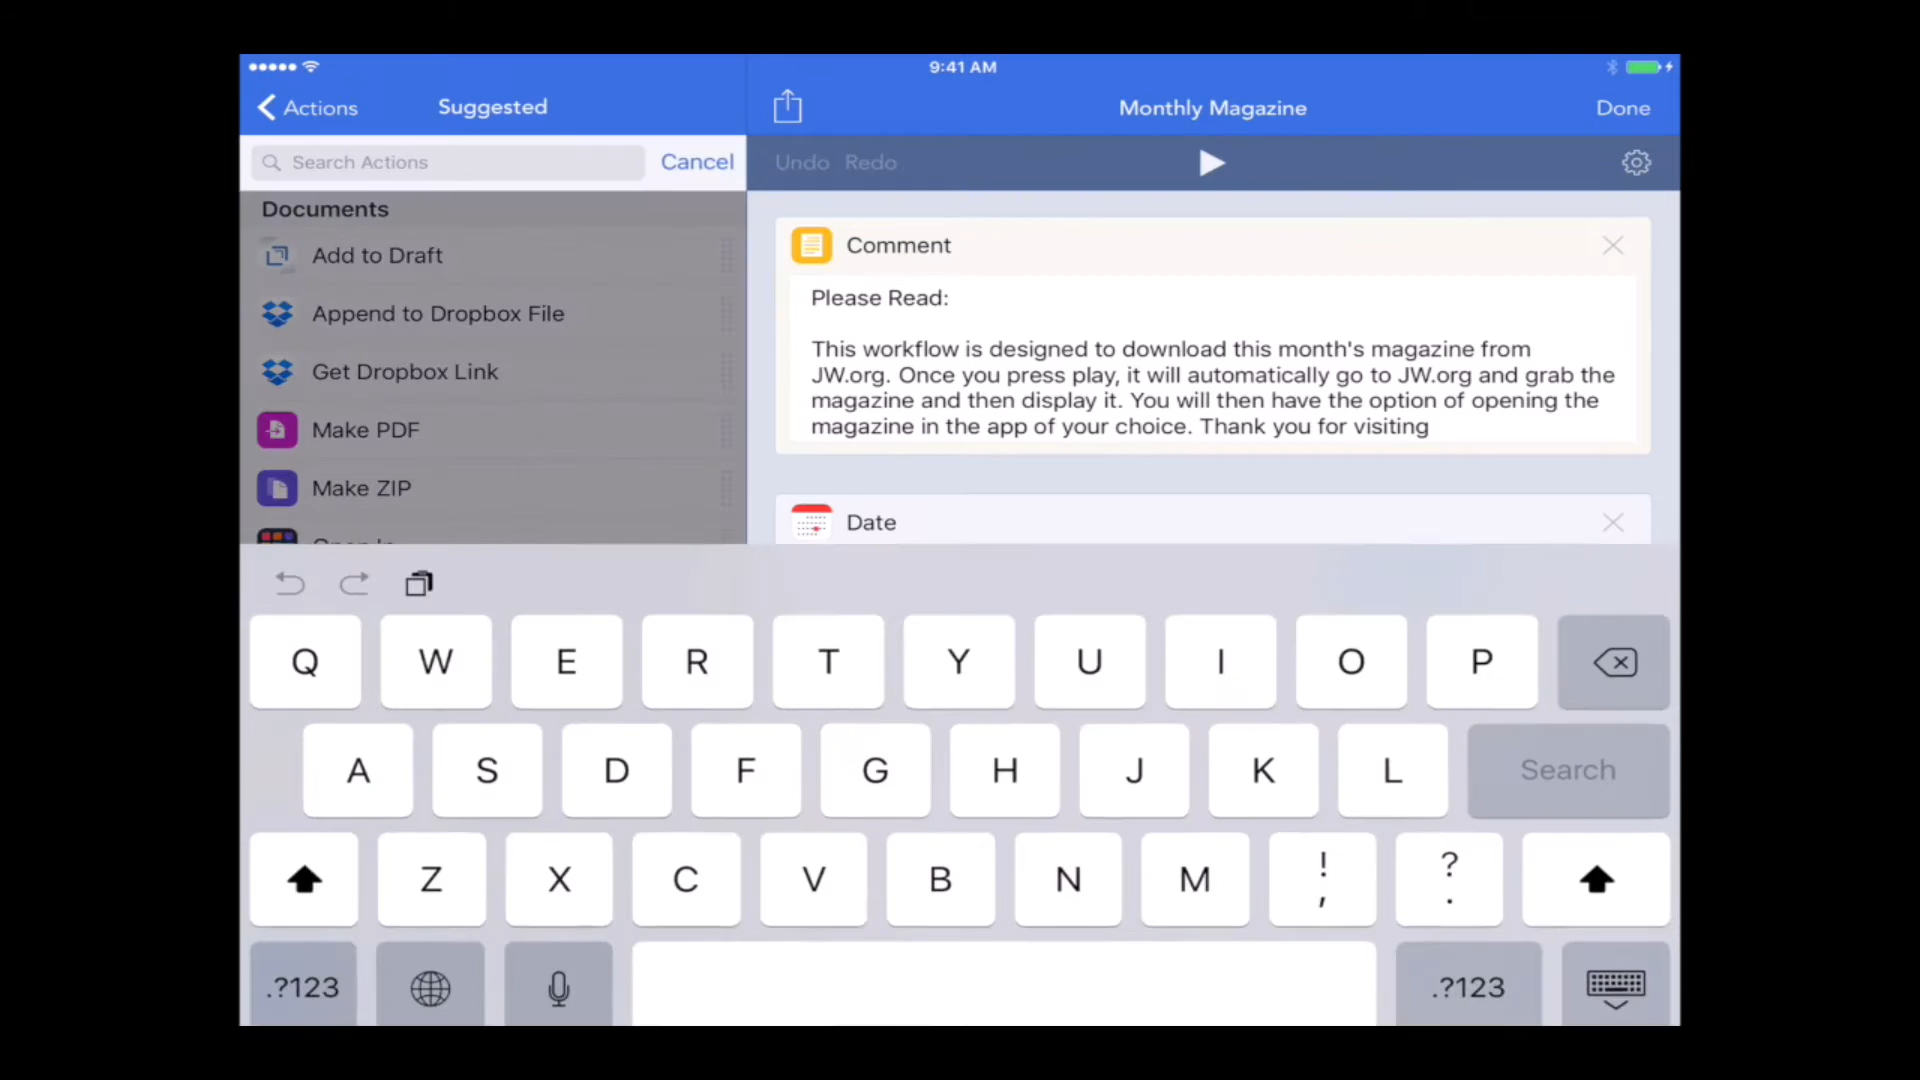 9:41 AM
Actions
Suggested
Monthly Magazine
Done
Search Actions
Cancel
Undo Redo
Documents
Add to Draft
Append to Dropbox File
Get Dropbox Link
Make PDF
Make ZIP
Comment
Please Read:
This workflow is designed to download this month's magazine from
JW.org. Once you press play, it will automatically go to JW.org and grab the
magazine and then display it. You will then have the option of opening the
magazine in the app of your choice. Thank you for visiting
Date
Q W E R T Y U I O P
A S D F G H J K L Search
Z X C V B N M ! , ? .
.?123 .?123